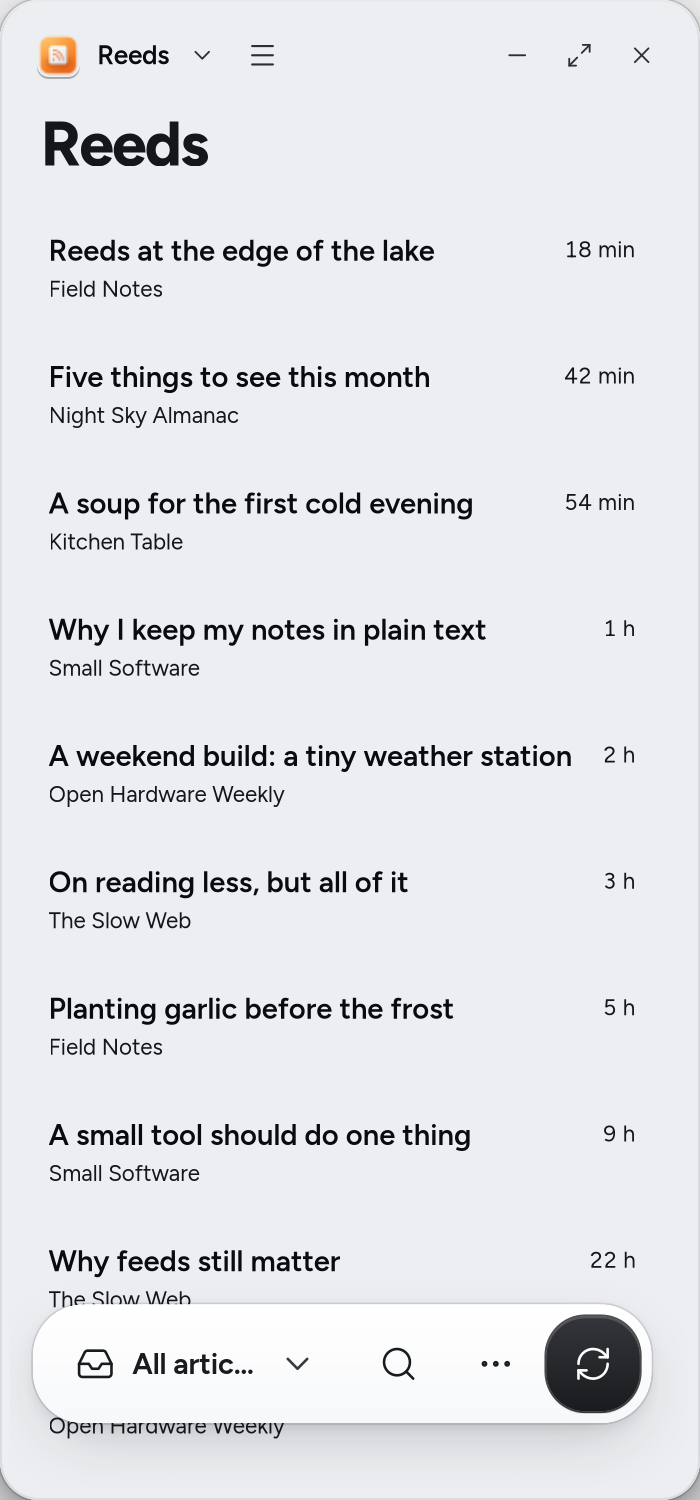 Reeds
Reeds
Reeds at the edge of the lake 18 min
Field Notes
Five things to see this month 42 min
Night Sky Almanac
A soup for the first cold evening 54 min
Kitchen Table
Why I keep my notes in plain text 1 h
Small Software
A weekend build: a tiny weather station 2 h
Open Hardware Weekly
On reading less, but all of it 3 h
The Slow Web
Planting garlic before the frost 5 h
Field Notes
A small tool should do one thing 9 h
Small Software
Why feeds still matter 22 h
The Slow Web
All artic...
Open Hardware Weekly